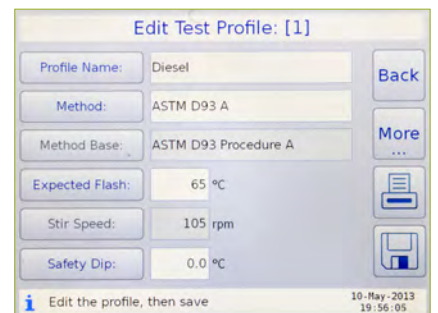 Edit Test Profile: [1]
Profile Name: Diesel
Back
Method: ASTM D93 A
Method Base: ASTM D93 Procedure A
More
...
Expected Flash: 65 °C
Stir Speed: 105 rpm
Safety Dip: 0.0 °C
i Edit the profile, then save
10-May-2013
19:56:05